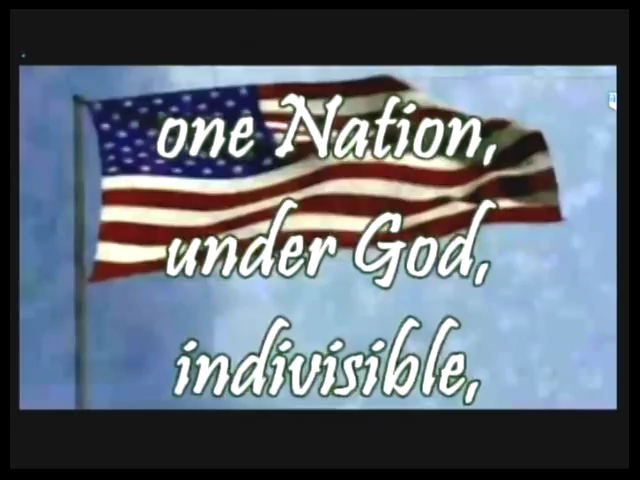 one Nation,
under God,
indivisible,